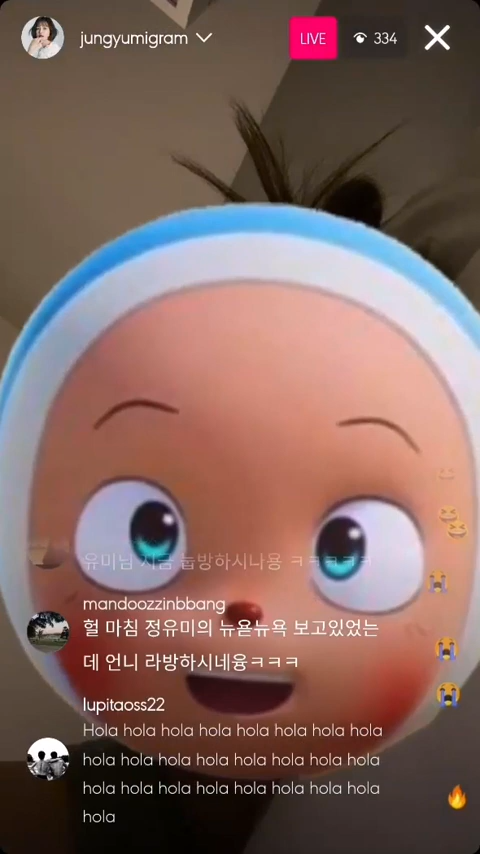 jungyumigram
LIVE
334
유미님 지금 눕방하시나용 ㅋㅋㅋㅋㅋ
mandoozzinbbang
헐 마침 정유미의 뉴욛뉴욕 보고있었는
데 언니 라방하시네융ㅋㅋㅋ
lupitaoss22
Hola hola hola hola hola hola hola hola
hola hola hola hola hola hola hola hola
hola hola hola hola hola hola hola hola
hola